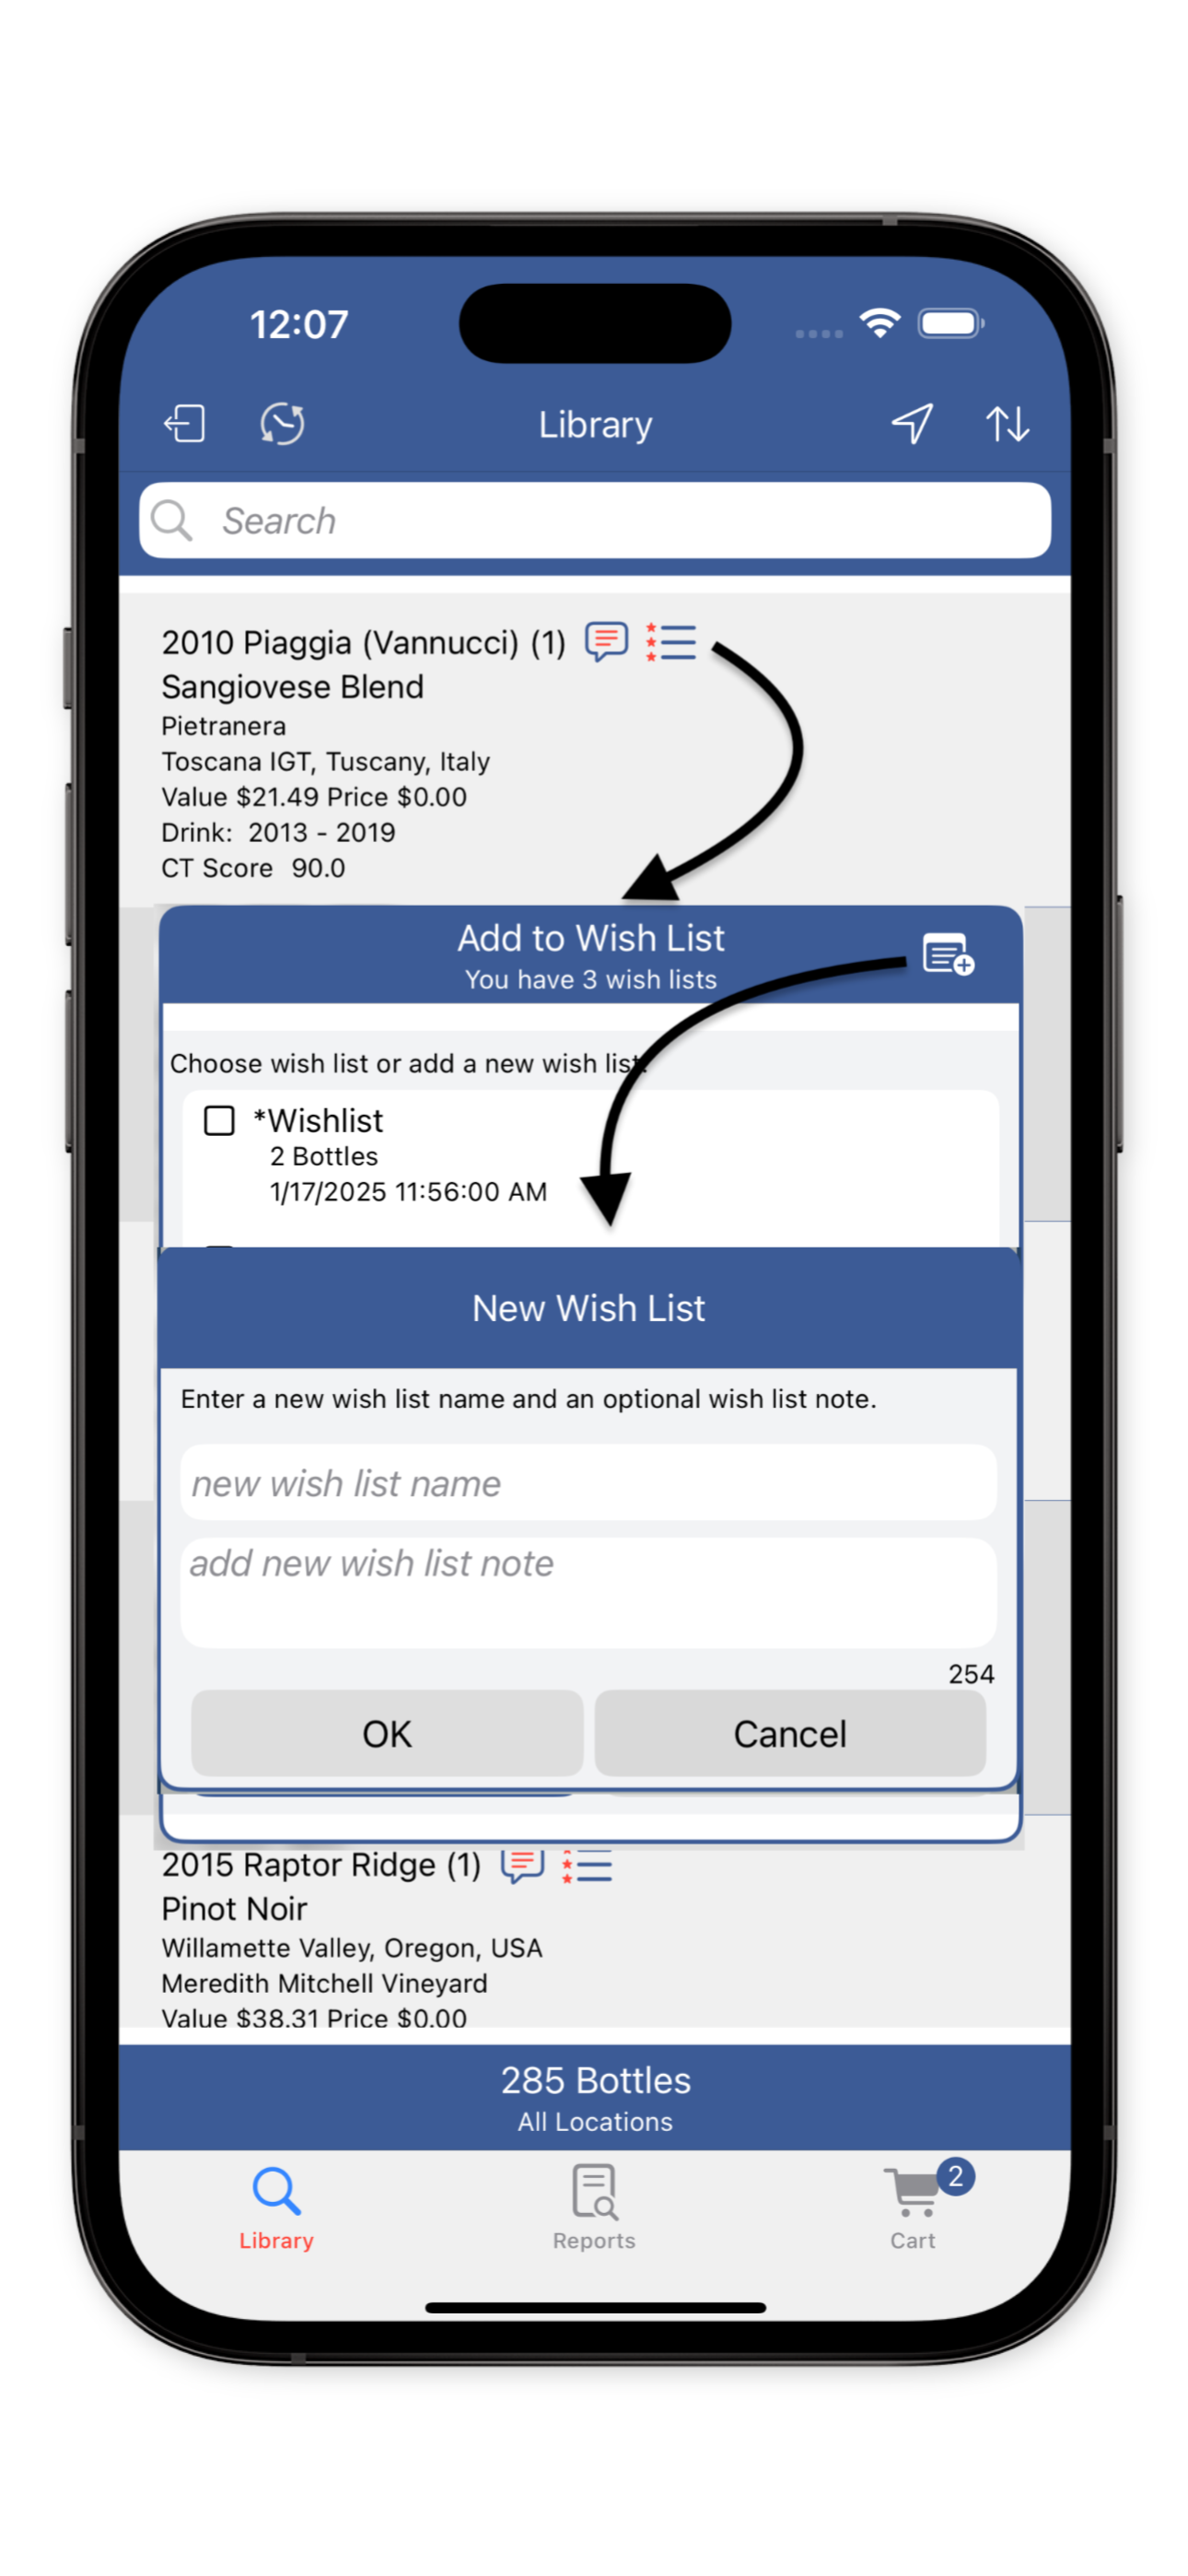 12:07
Library
Search
2010 Piaggia (Vannucci) (1)
Sangiovese Blend
Pietranera
Toscana IGT, Tuscany, Italy
Value $21.49 Price $0.00
Drink: 2013 - 2019
CT Score 90.0
Add to Wish List
You have 3 wish lists
Choose wish list or add a new wish list.
*Wishlist
2 Bottles
1/17/2025 11:56:00 AM
New Wish List
Enter a new wish list name and an optional wish list note.
new wish list name
add new wish list note
254
OK Cancel
2015 Raptor Ridge (1)
Pinot Noir
Willamette Valley, Oregon, USA
Meredith Mitchell Vineyard
Value $38.31 Price $0.00
285 Bottles
All Locations
2
Library Reports Cart